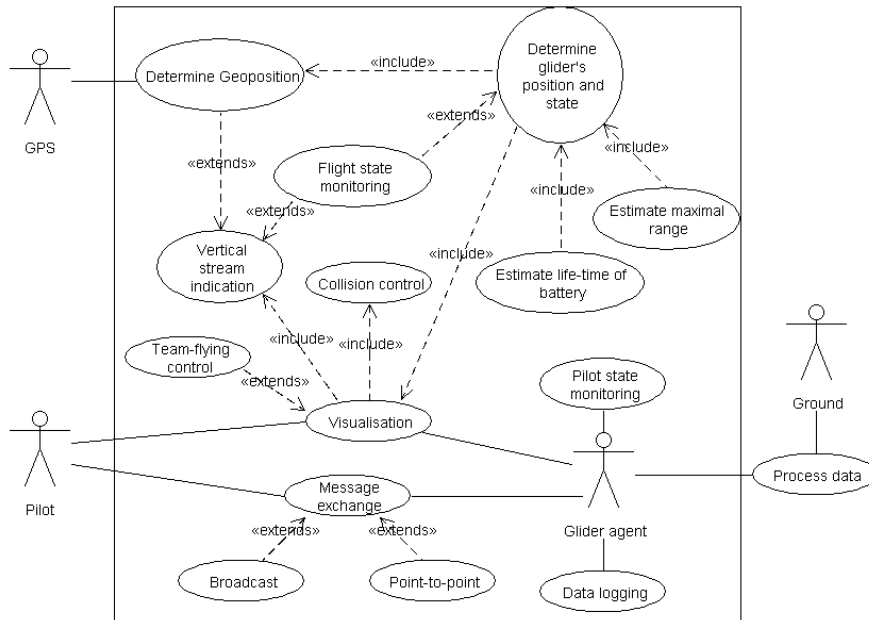 Determine
glider's
position and
state
«include»
Determine Geoposition
GPS
«extends»
«extends»
Flight state
monitoring
«include»
«extends»
«include»
Estimate maximal
range
Vertical
stream
indication
«include»
Collision control
Estimate life-time of
battery
«include»
«include»
Team-flying
control
«extends»
Pilot state
monitoring
Ground
Visualisation
Process data
Pilot
Message
exchange
«extends»
«extends»
Glider agent
Broadcast
Point-to-point
Data logging